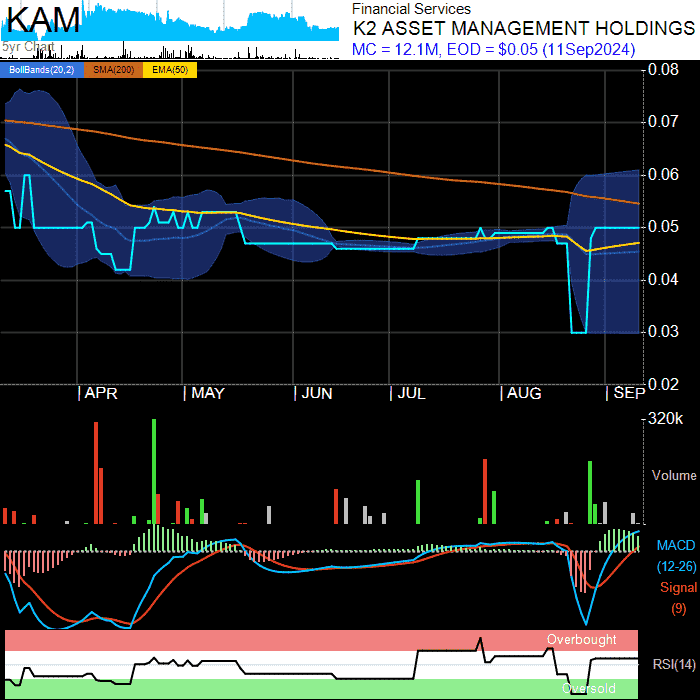 KAM
5yr Chart
Financial Services
K2 ASSET MANAGEMENT HOLDINGS
MC = 12.1M, EOD = $0.05 (11Sep2024)
BollBands(20,2) SMA(200) EMA(50)
0.08
0.07
0.06
0.05
0.04
0.03
0.02
APR MAY JUN JUL AUG SEP
320k
Volume
MACD
(12-26)
Signal
(9)
Overbought
RSI(14)
Oversold